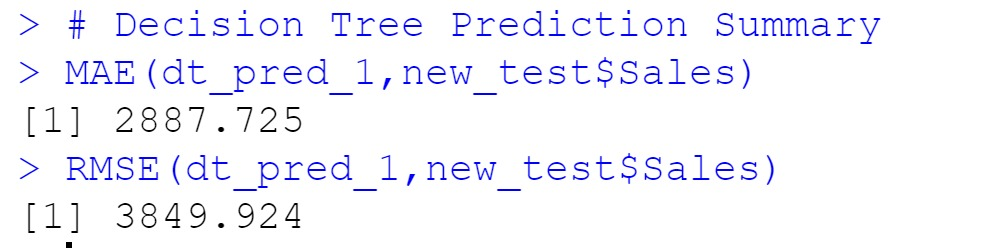 > # Decision Tree Prediction Summary
> MAE(dt_pred_1,new_test$Sales)
[1] 2887.725
> RMSE(dt_pred_1,new_test$Sales)
[1] 3849.924